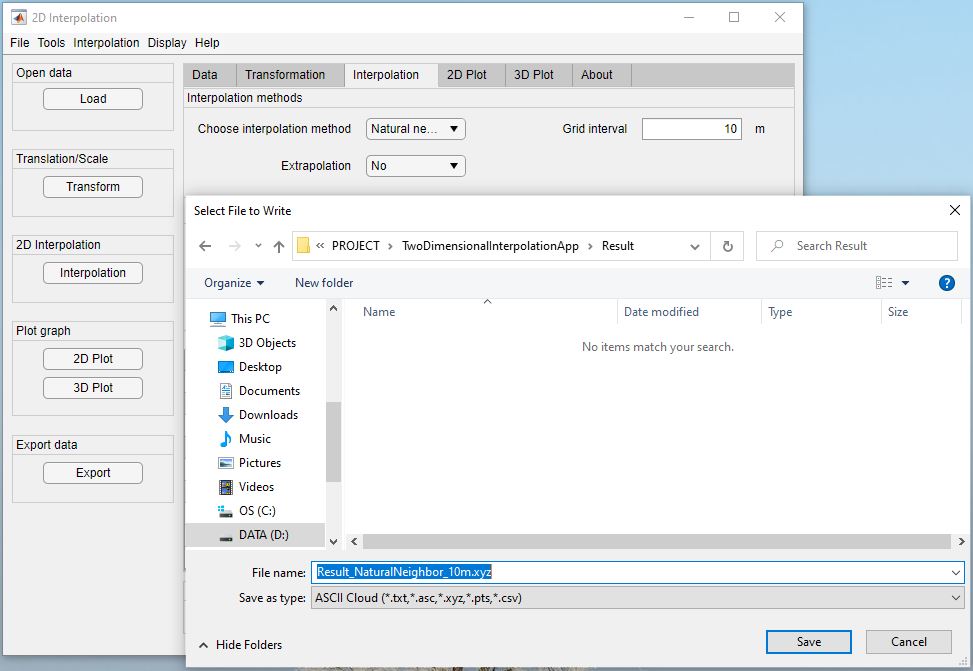 2D Interpolation
File Tools Interpolation Display Help
Open data
Load
Translation/Scale
Transform
2D Interpolation
Interpolation
Plot graph
2D Plot
3D Plot
Export data
Export
Data Transformation Interpolation 2D Plot 3D Plot About
Interpolation methods
Choose interpolation method Natural ne... Grid interval 10 m
Extrapolation No
Select File to Write
« PROJECT › TwoDimensionalInterpolationApp › Result Search Result
Organize New folder
This PC
3D Objects
Desktop
Documents
Downloads
Music
Pictures
Videos
OS (C:)
DATA (D:)
Name Date modified Type Size
No items match your search.
File name: Result_NaturalNeighbor_10m.xyz
Save as type: ASCII Cloud (*.txt,*.asc,*.xyz,*.pts,*.csv)
Hide Folders Save Cancel